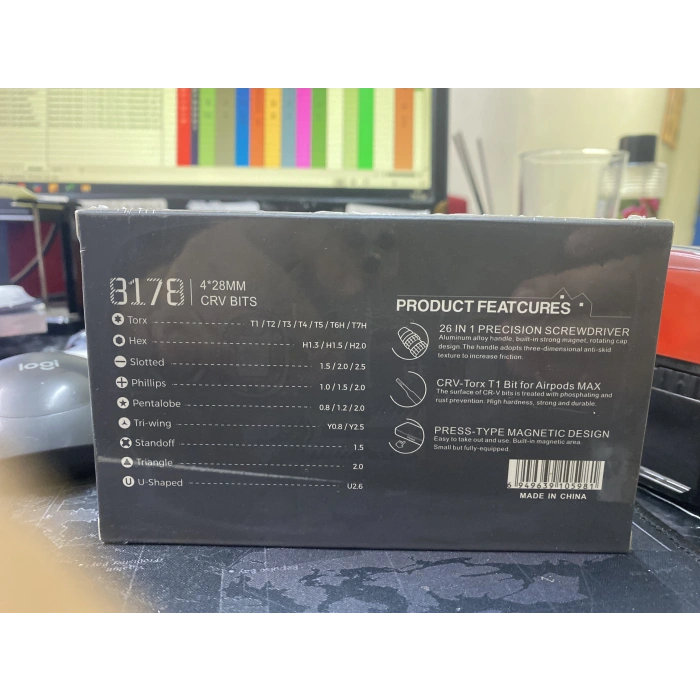 8178
4*28MM
CRV BITS
Torx T1 / T2 / T3 / T4 / T5 / T6H / T7H
Hex H1.3 / H1.5 / H2.0
Slotted 1.5 / 2.0 / 2.5
Phillips 1.0 / 1.5 / 2.0
Pentalobe 0.8 / 1.2 / 2.0
Tri-wing Y0.8 / Y2.5
Standoff 1.5
Triangle 2.0
U-Shaped U2.6
PRODUCT FEATCURES
26 IN 1 PRECISION SCREWDRIVER
Aluminum alloy handle, built-in strong magnet, rotating cap
design. The handle adopts three-dimensional anti-skid
texture to increase friction.
CRV-Torx T1 Bit for Airpods MAX
The surface of CR-V bits is treated with phosphating and
rust prevention. High hardness, strong and durable.
PRESS-TYPE MAGNETIC DESIGN
Easy to take out and use. Built-in magnetic area.
Small but fully-equipped.
6 949639 105981
MADE IN CHINA
logi